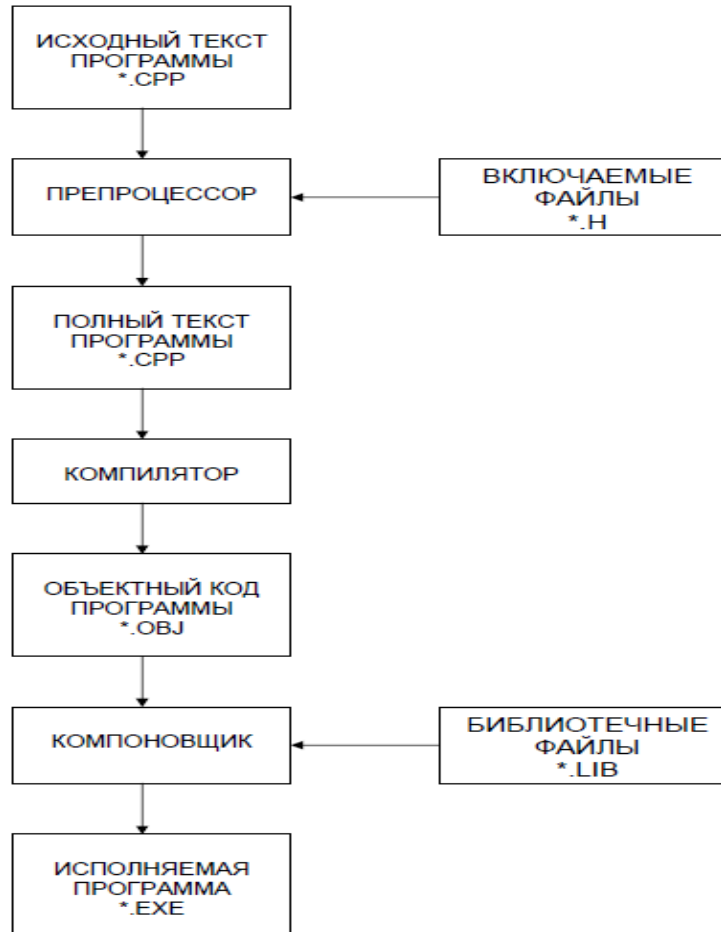 ИСХОДНЫЙ ТЕКСТ
ПРОГРАММЫ
*.CPP
ПРЕПРОЦЕССОР
ВКЛЮЧАЕМЫЕ
ФАЙЛЫ
*.H
ПОЛНЫЙ ТЕКСТ
ПРОГРАММЫ
*.CPP
КОМПИЛЯТОР
ОБЪЕКТНЫЙ КОД
ПРОГРАММЫ
*.OBJ
КОМПОНОВЩИК
БИБЛИОТЕЧНЫЕ
ФАЙЛЫ
*.LIB
ИСПОЛНЯЕМАЯ
ПРОГРАММА
*.EXE